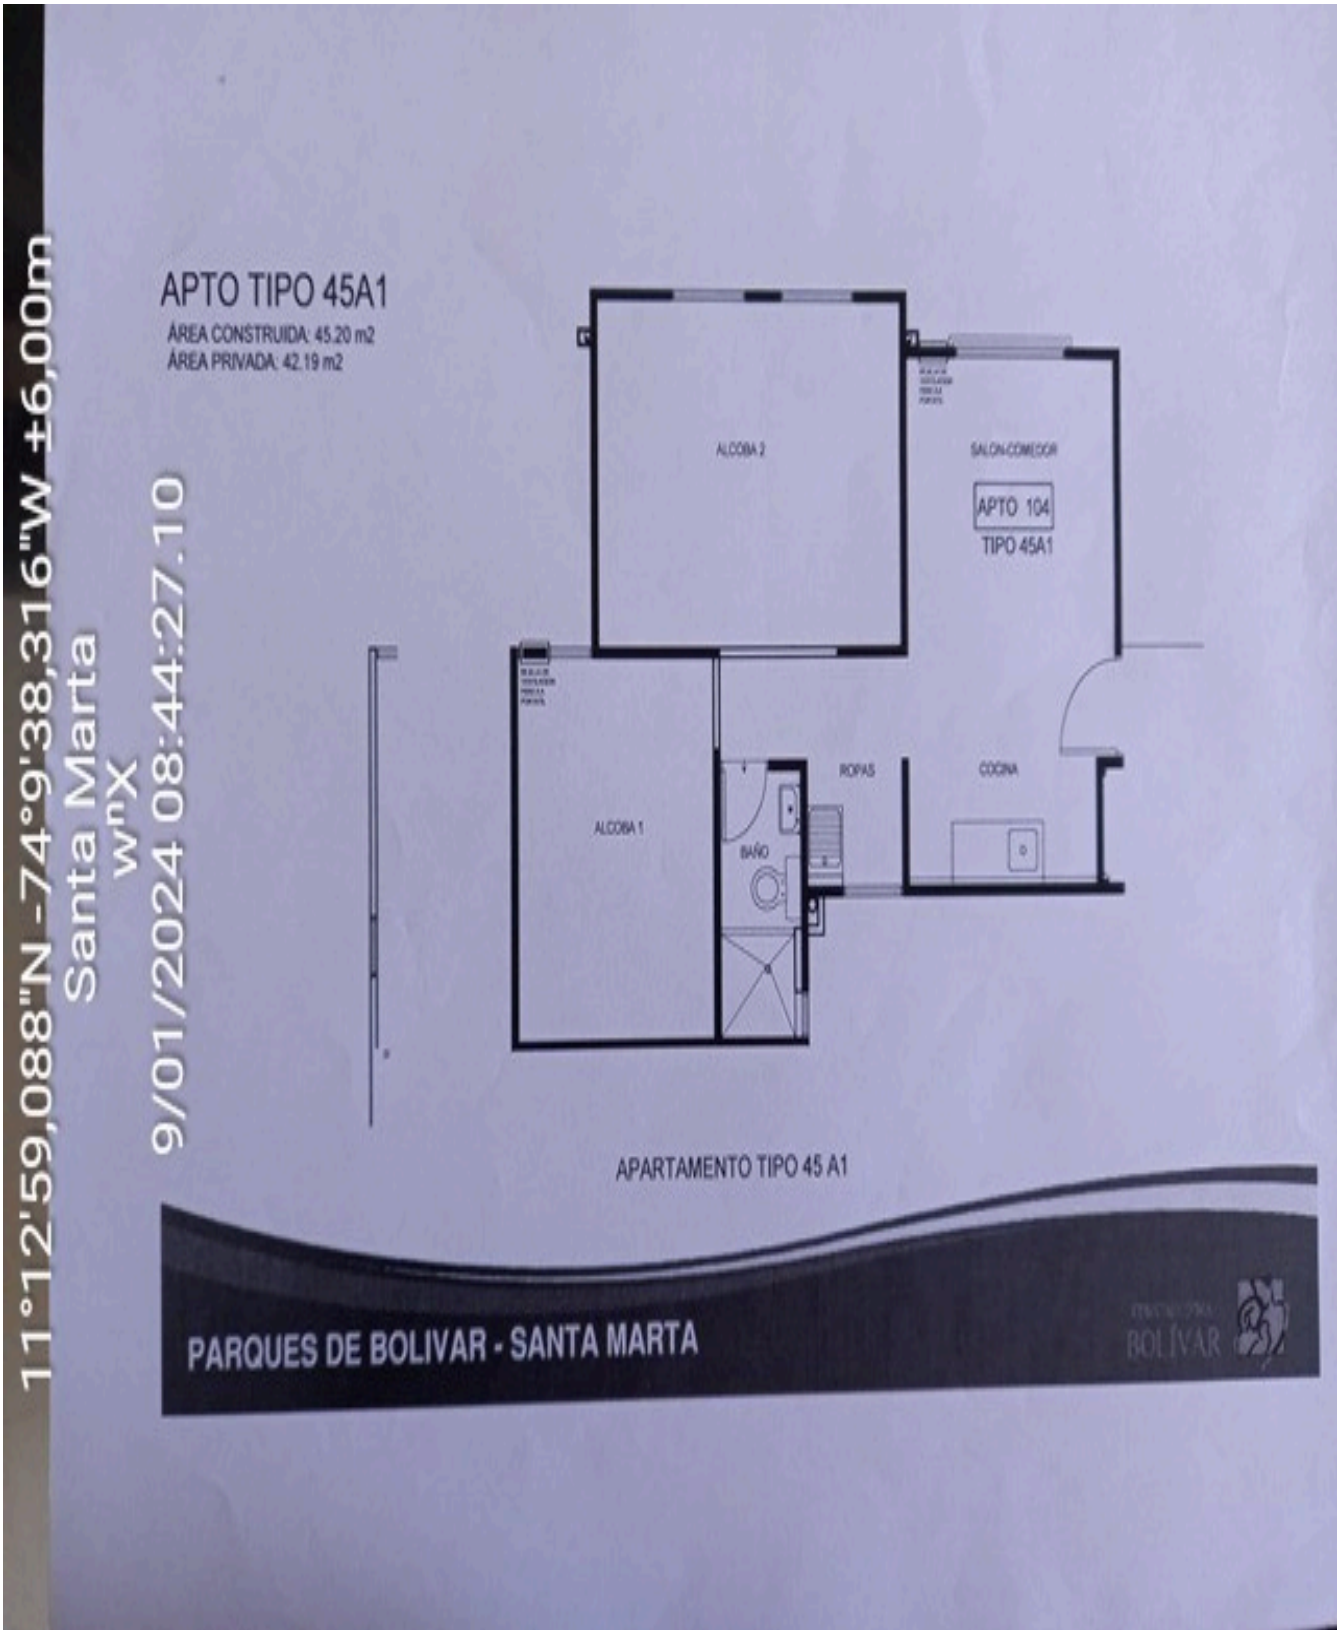 11°12'59,088"N -74°9'38,316"W ±6,00m
Santa Marta
wnX
9/01/2024 08:44:27.10
APTO TIPO 45A1
ÁREA CONSTRUIDA: 45.20 m2
ÁREA PRIVADA: 42.19 m2
ALCOBA 2
SALON-COMEDOR
APTO 104
TIPO 45A1
ROPAS
COCINA
ALCOBA 1
BAÑO
APARTAMENTO TIPO 45 A1
PARQUES DE BOLIVAR - SANTA MARTA
CONSTRUCTORA
BOLÍVAR